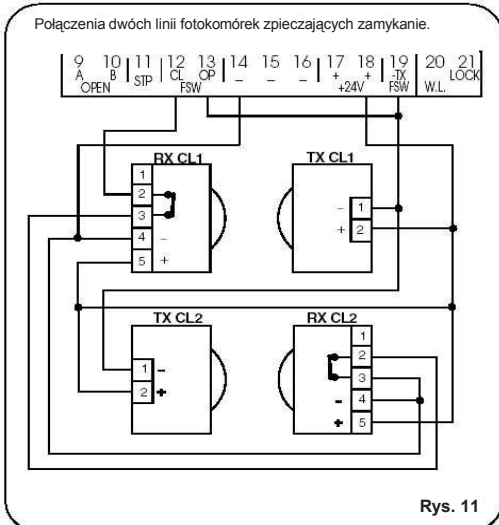 Połączenia dwóch linii fotokomórek zpieczających zamykanie.
9 10 11 12 13 14 15 16 17 18 19 20 21
A B STP CL OP – – – + + -TX LOCK
OPEN FSW +24V FSW W.L.
RX CL1 TX CL1
1
2
3
4 –
5 +
– 1
+ 2
TX CL2 RX CL2
1 –
2 +
1
2
3
- 4
+ 5
Rys. 11